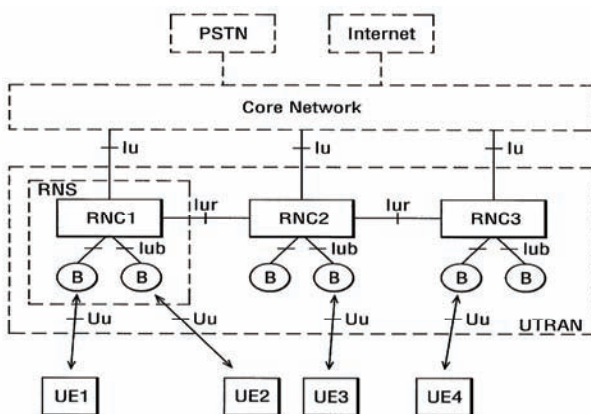 PSTN Internet
Core Network
Iu Iu Iu
RNS
RNC1 Iur RNC2 Iur RNC3
Iub Iub Iub
B B B B B B
Uu Uu Uu Uu
UTRAN
UE1 UE2 UE3 UE4